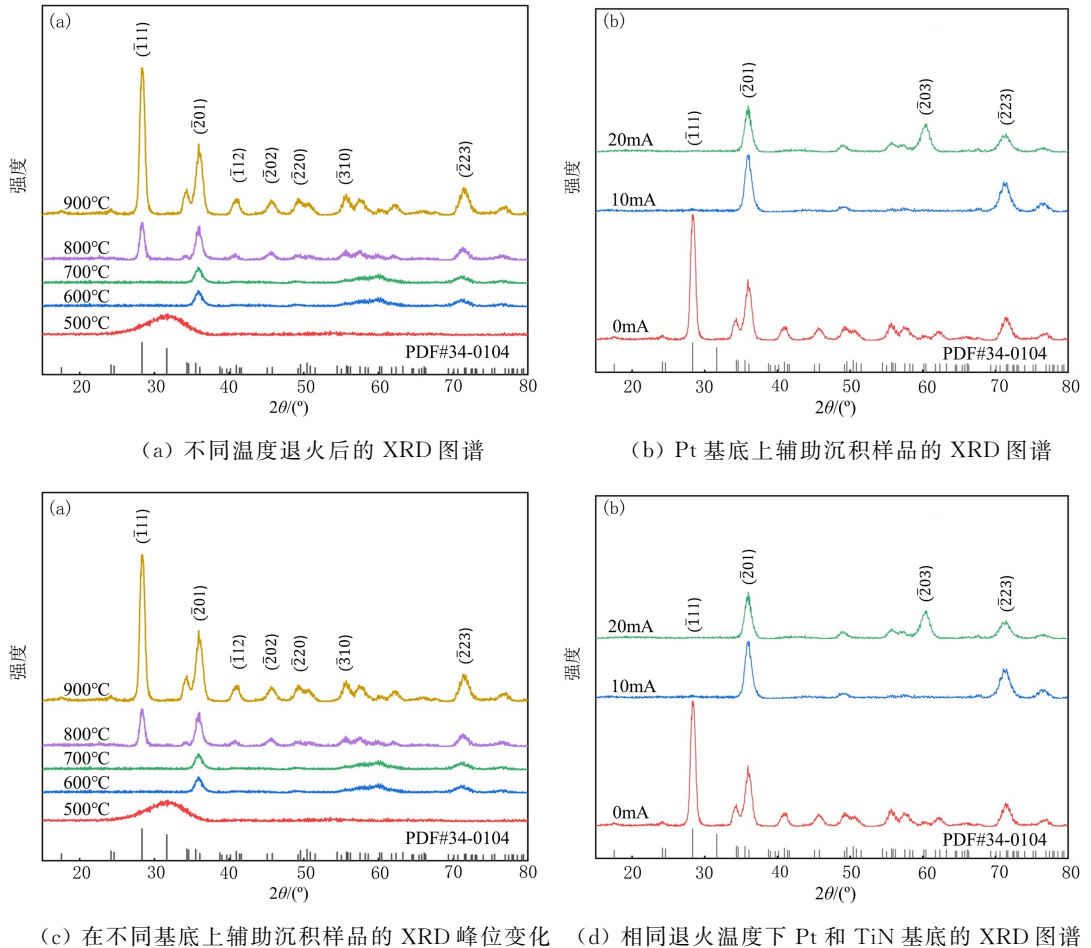 (a)
(1̅11)
(2̅01)
(1̅12)
(2̅02)
(2̅20)
(310)
(2̅23)
强度
900℃
800℃
700℃
600℃
500℃
PDF#34-0104
20 30 40 50 60 70 80
2θ/(°)
(a) 不同温度退火后的 XRD 图谱
(b)
(1̅11)
(2̅01)
(2̅03)
(2̅23)
强度
20mA
10mA
0mA
PDF#34-0104
20 30 40 50 60 70 80
2θ/(°)
(b) Pt 基底上辅助沉积样品的 XRD 图谱
(a)
(1̅11)
(2̅01)
(1̅12)
(2̅02)
(2̅20)
(310)
(2̅23)
强度
900℃
800℃
700℃
600℃
500℃
PDF#34-0104
20 30 40 50 60 70 80
2θ/(°)
(c) 在不同基底上辅助沉积样品的 XRD 峰位变化
(b)
(1̅11)
(2̅01)
(2̅03)
(2̅23)
强度
20mA
10mA
0mA
PDF#34-0104
20 30 40 50 60 70 80
2θ/(°)
(d) 相同退火温度下 Pt 和 TiN 基底的 XRD 图谱